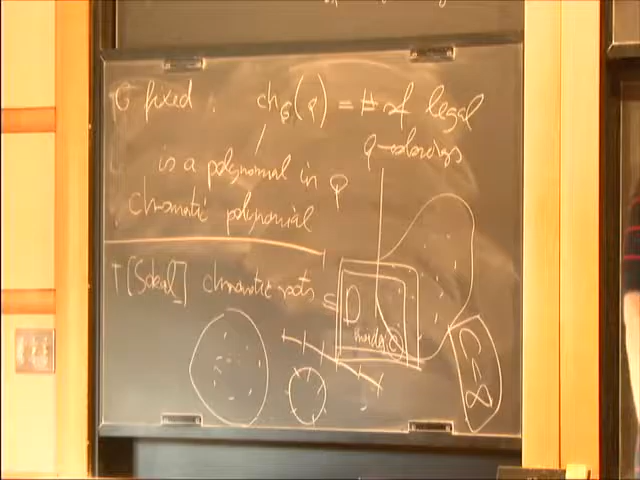 G fixed. ch_G(q) = # of legal
q-colorings
is a polynomial in q
chromatic polynomial
T [Sokal] chromatic roots ⊆
D